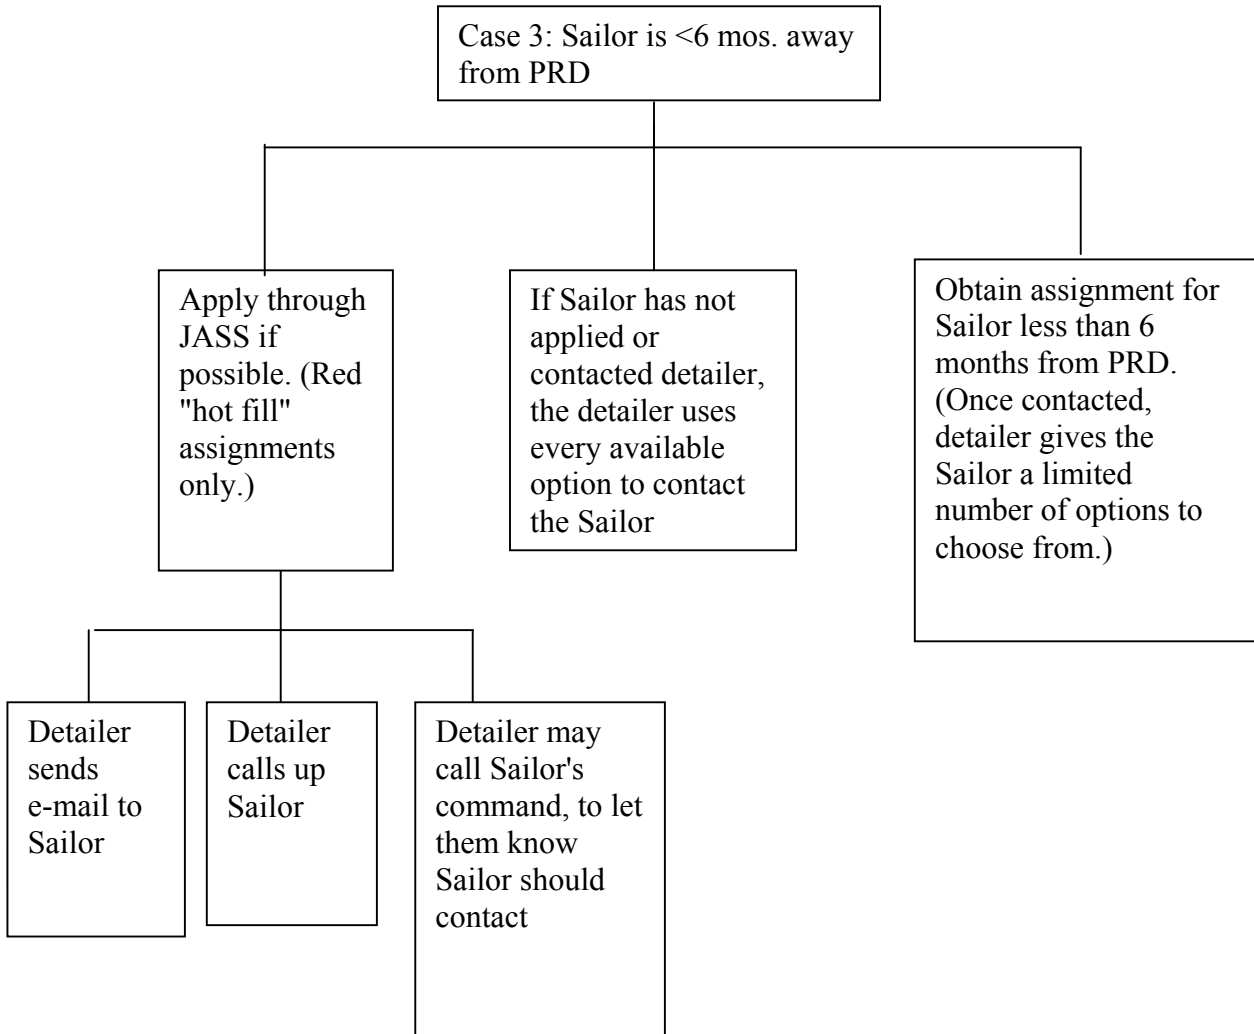 Case 3: Sailor is <6 mos. away
from PRD
Apply through
JASS if
possible. (Red
"hot fill"
assignments
only.)
If Sailor has not
applied or
contacted detailer,
the detailer uses
every available
option to contact
the Sailor
Obtain assignment for
Sailor less than 6
months from PRD.
(Once contacted,
detailer gives the
Sailor a limited
number of options to
choose from.)
Detailer
sends
e-mail to
Sailor
Detailer
calls up
Sailor
Detailer may
call Sailor's
command, to let
them know
Sailor should
contact